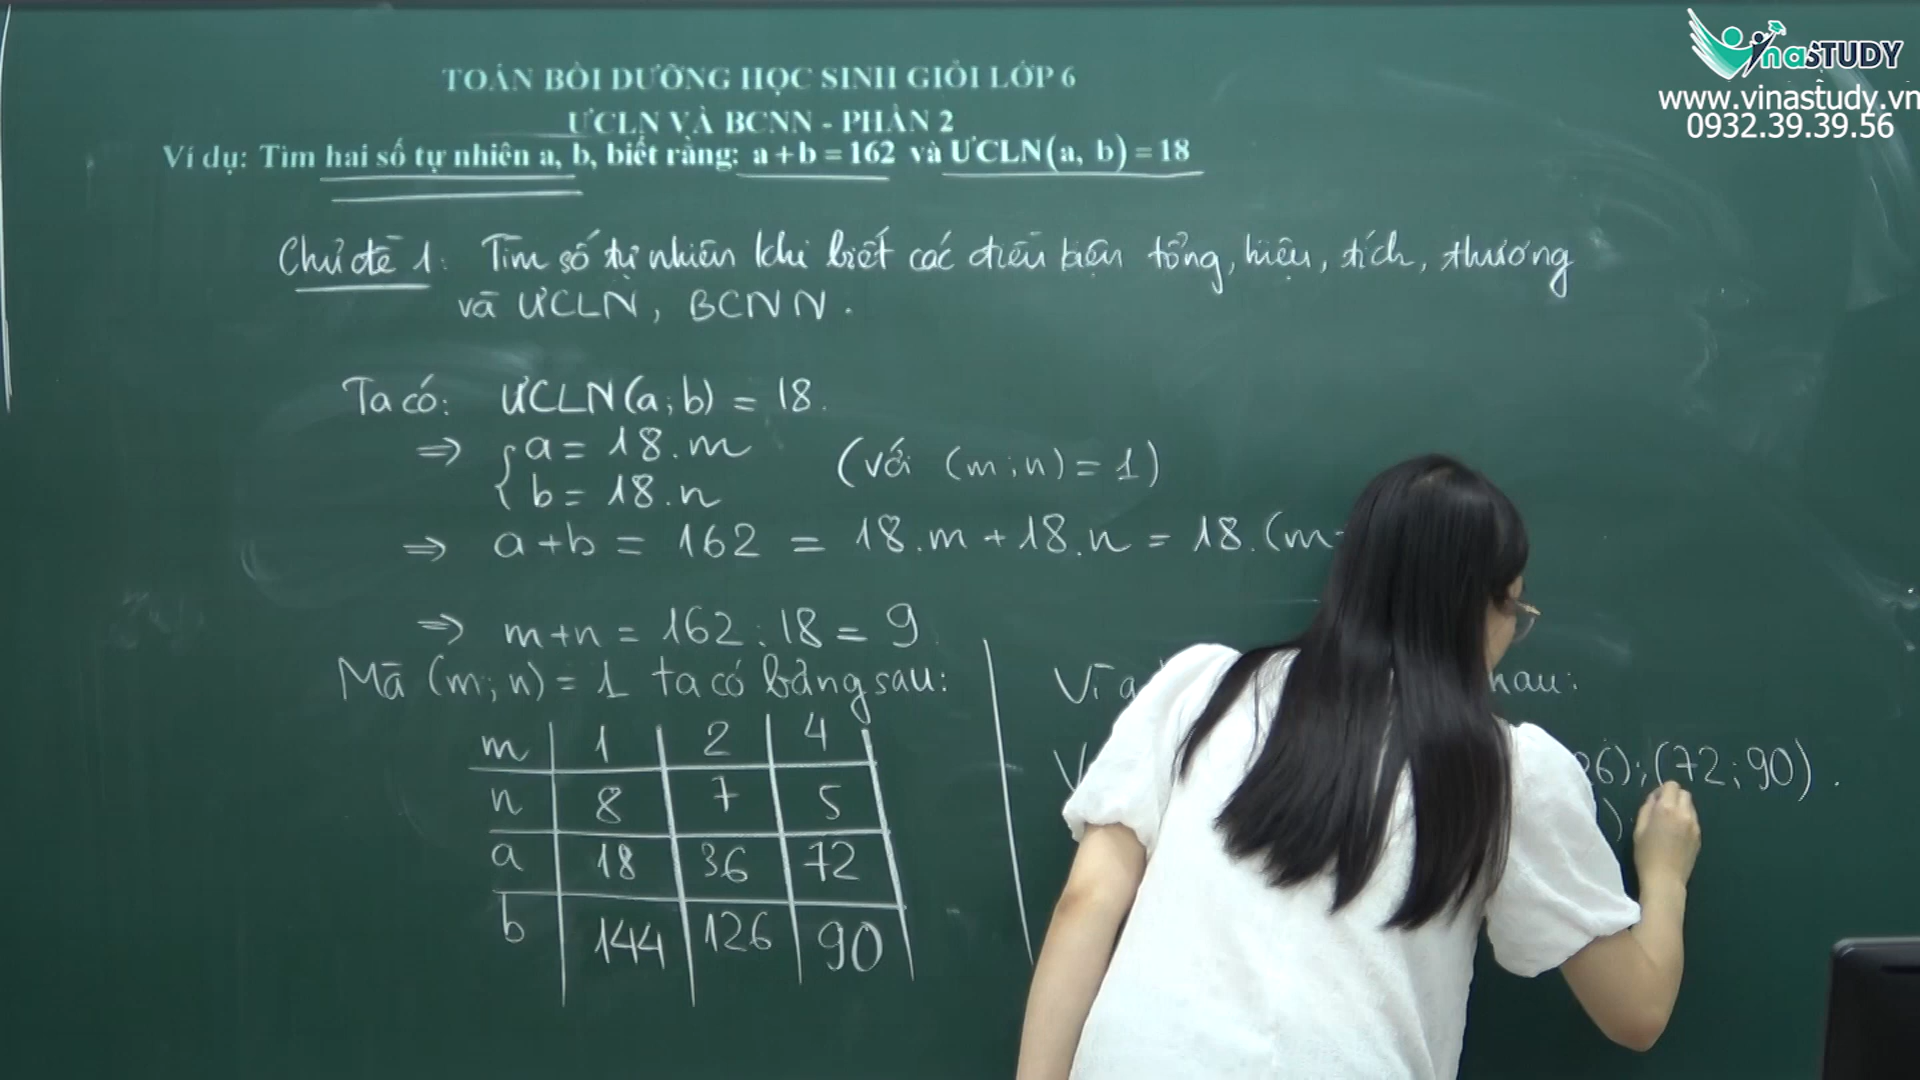 VinaSTUDY
www.vinastudy.vn
0932.39.39.56
TOÁN BỒI DƯỠNG HỌC SINH GIỎI LỚP 6
ƯCLN VÀ BCNN - PHẦN 2
Ví dụ: Tìm hai số tự nhiên a, b, biết rằng: a + b = 162 và ƯCLN(a, b) = 18
Chủ đề 1: Tìm số tự nhiên khi biết các điều kiện tổng, hiệu, tích, thương
và ƯCLN, BCNN.
Ta có: ƯCLN(a; b) = 18.
⇒ { a = 18.m
b = 18.n
(với (m; n) = 1)
⇒ a + b = 162 = 18.m + 18.n = 18.(m
⇒ m + n = 162 : 18 = 9
Mà (m; n) = 1 ta có bảng sau:
m 1 2 4
n 8 7 5
a 18 36 72
b 144 126 90
Vì a hau:
V 26); (72; 90).
)